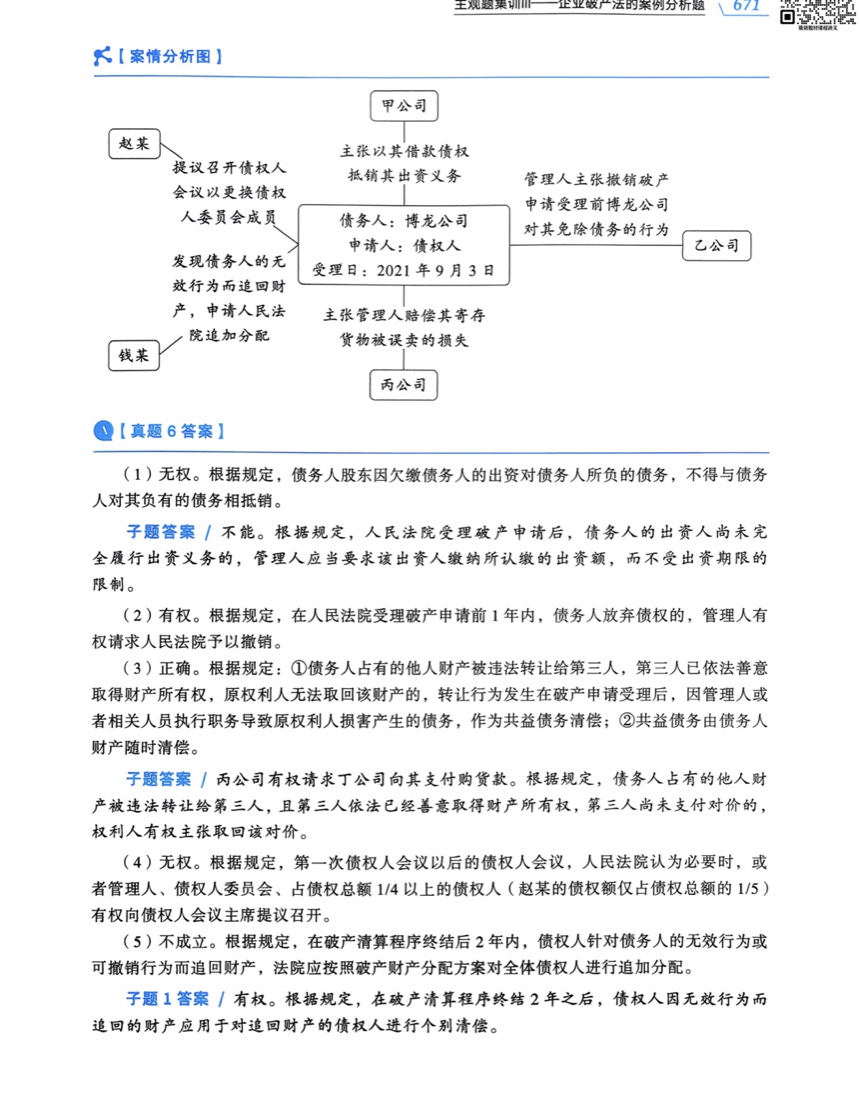 主观题集训III——企业破产法的案例分析题 671
【案情分析图】
甲公司
赵某
主张以其借款债权
抵销其出资义务
提议召开债权人
会议以更换债权
人委员会成员
管理人主张撤销破产
申请受理前博龙公司
对其免除债务的行为
债务人：博龙公司
申请人：债权人
受理日：2021 年 9 月 3 日
乙公司
发现债务人的无
效行为而追回财
产，申请人民法
院追加分配
主张管理人赔偿其寄存
货物被误卖的损失
钱某
丙公司
【真题 6 答案】
（1）无权。根据规定，债务人股东因欠缴债务人的出资对债务人所负的债务，不得与债务
人对其负有的债务相抵销。
子题答案 / 不能。根据规定，人民法院受理破产申请后，债务人的出资人尚未完
全履行出资义务的，管理人应当要求该出资人缴纳所认缴的出资额，而不受出资期限的
限制。
（2）有权。根据规定，在人民法院受理破产申请前 1 年内，债务人放弃债权的，管理人有
权请求人民法院予以撤销。
（3）正确。根据规定：①债务人占有的他人财产被违法转让给第三人，第三人已依法善意
取得财产所有权，原权利人无法取回该财产的，转让行为发生在破产申请受理后，因管理人或
者相关人员执行职务导致原权利人损害产生的债务，作为共益债务清偿；②共益债务由债务人
财产随时清偿。
子题答案 / 丙公司有权请求丁公司向其支付购货款。根据规定，债务人占有的他人财
产被违法转让给第三人，且第三人依法已经善意取得财产所有权，第三人尚未支付对价的，
权利人有权主张取回该对价。
（4）无权。根据规定，第一次债权人会议以后的债权人会议，人民法院认为必要时，或
者管理人、债权人委员会、占债权总额 1/4 以上的债权人（赵某的债权额仅占债权总额的 1/5）
有权向债权人会议主席提议召开。
（5）不成立。根据规定，在破产清算程序终结后 2 年内，债权人针对债务人的无效行为或
可撤销行为而追回财产，法院应按照破产财产分配方案对全体债权人进行追加分配。
子题 1 答案 / 有权。根据规定，在破产清算程序终结 2 年之后，债权人因无效行为而
追回的财产应用于对追回财产的债权人进行个别清偿。